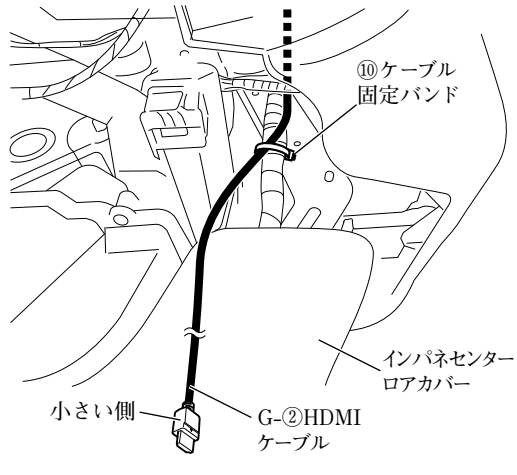 ⑩ケーブル
固定バンド
インパネセンター
ロアカバー
小さい側
G-②HDMI
ケーブル